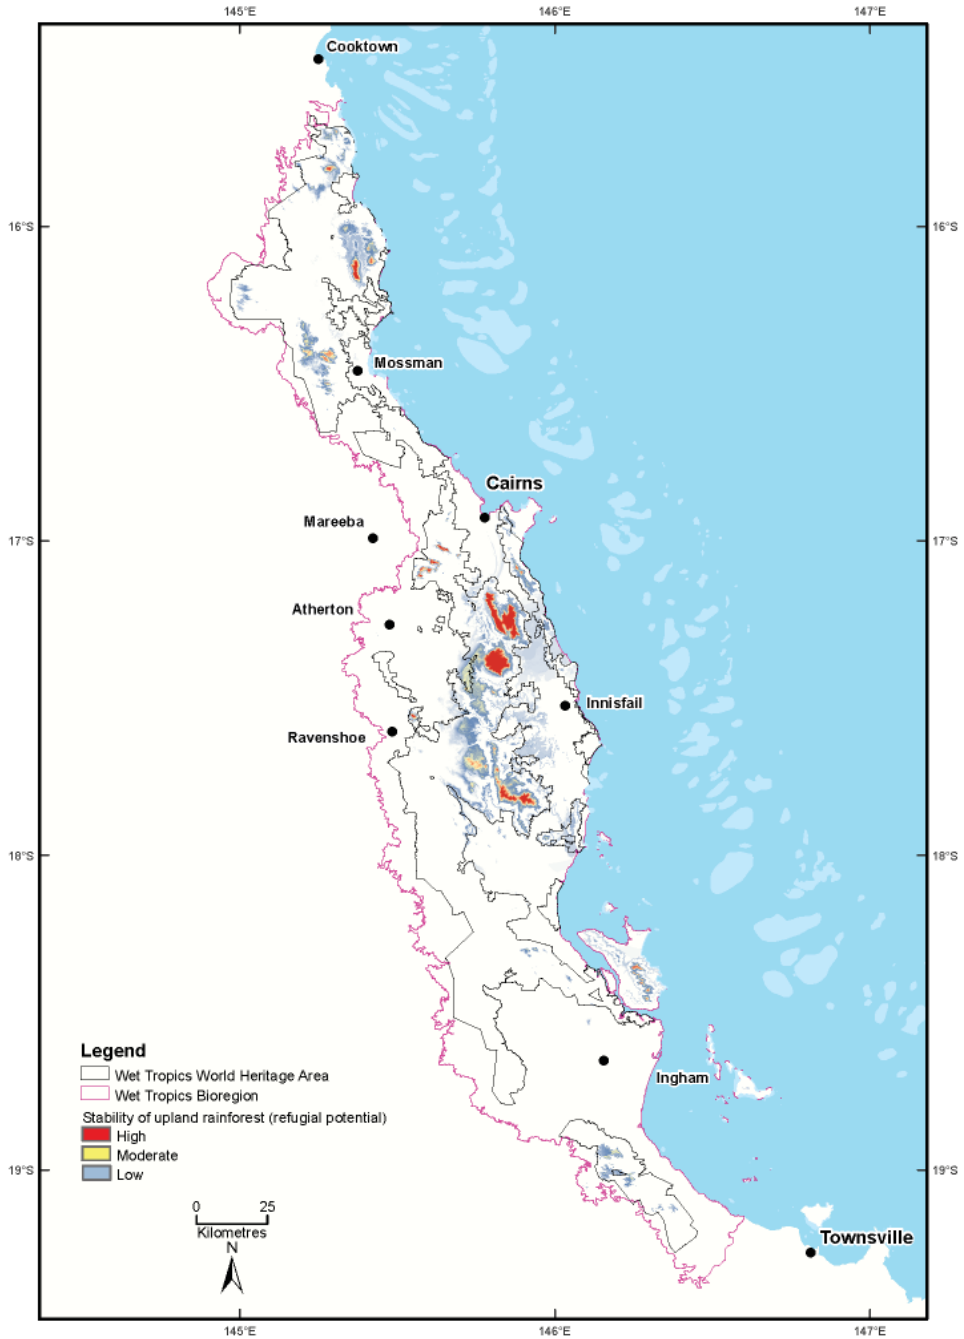 145°E 146°E 147°E
Cooktown
16°S 16°S
Mossman
Cairns
Mareeba
17°S 17°S
Atherton
Innisfail
Ravenshoe
18°S 18°S
Legend
Wet Tropics World Heritage Area
Ingham
Wet Tropics Bioregion
Stability of upland rainforest (refugial potential)
High
Moderate
Low
19°S 19°S
0 25
Kilometres
N
Townsville
145°E 146°E 147°E